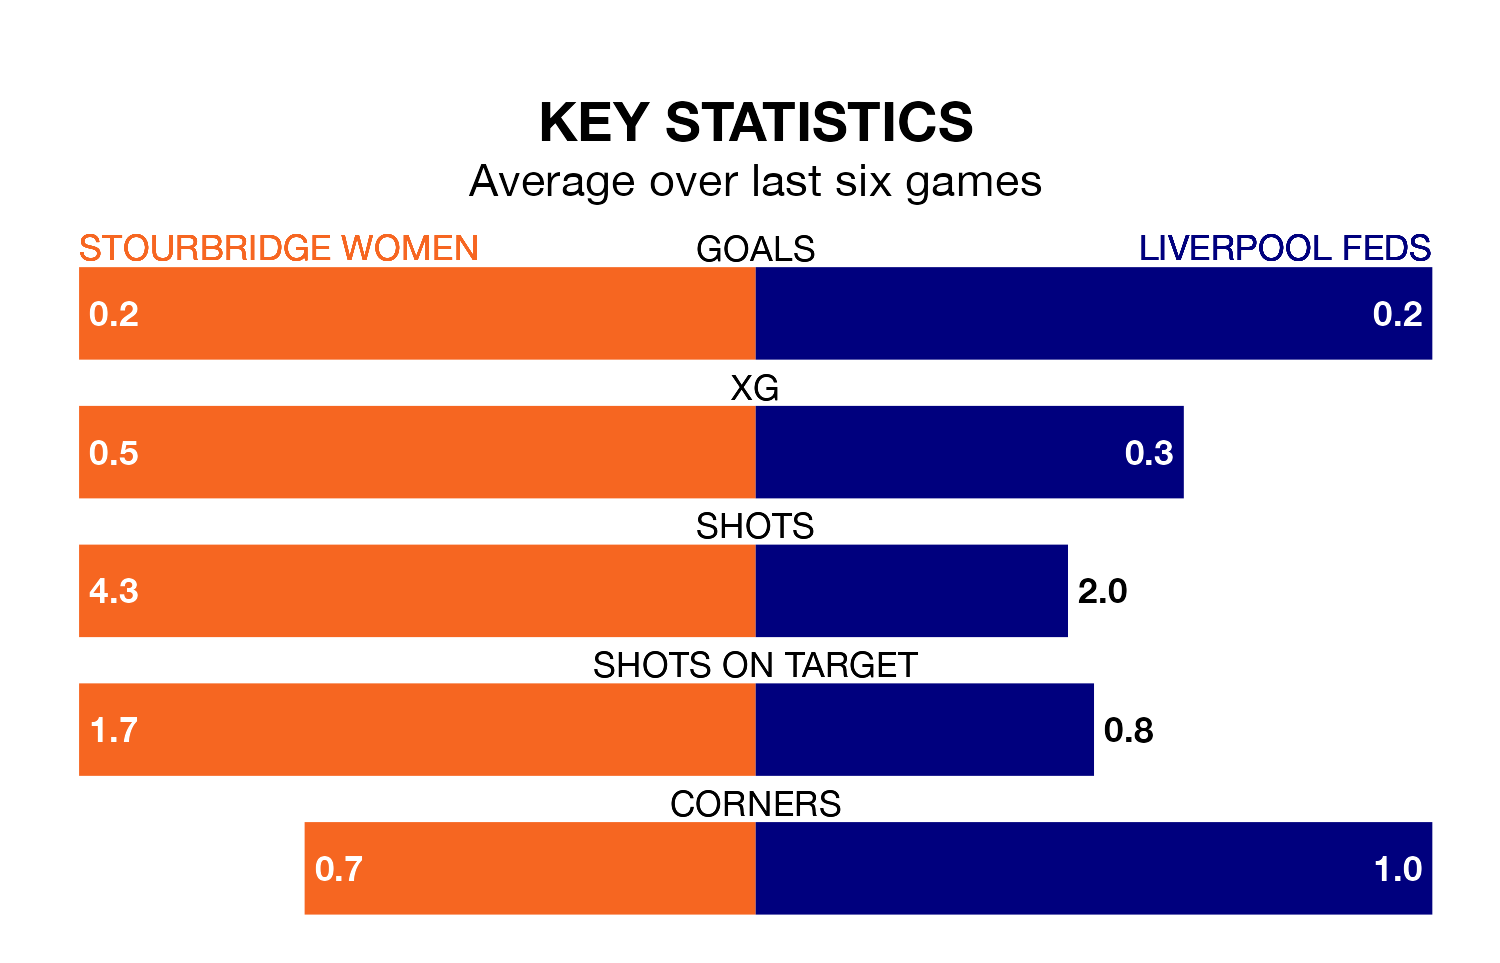 KEY STATISTICS
Average over last six games
STOURBRIDGE WOMEN GOALS LIVERPOOL FEDS
0.2 0.2
XG
0.5 0.3
SHOTS
4.3 2.0
SHOTS ON TARGET
1.7 0.8
CORNERS
0.7 1.0